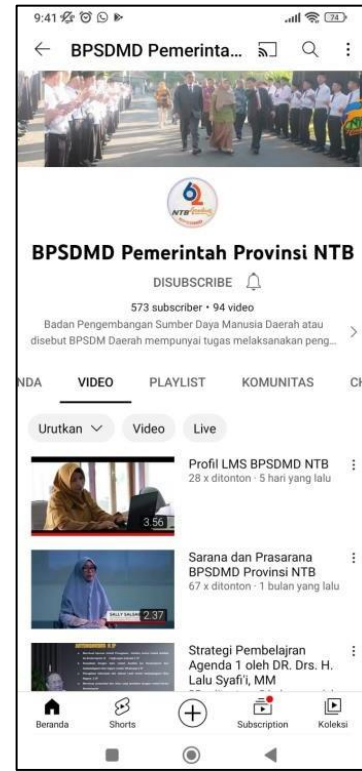 9:41
74
BPSDMD Pemerinta...
62
NTB
BPSDMD Pemerintah Provinsi NTB
DISUBSCRIBE
573 subscriber • 94 video
Badan Pengembangan Sumber Daya Manusia Daerah atau
disebut BPSDM Daerah mempunyai tugas melaksanakan peng...
NDA VIDEO PLAYLIST KOMUNITAS CH
Urutkan Video Live
Profil LMS BPSDMD NTB
28 x ditonton · 5 hari yang lalu
3.56
Sarana dan Prasarana
BPSDMD Provinsi NTB
67 x ditonton · 1 bulan yang lalu
2:37
Strategi Pembelajran
Agenda 1 oleh DR. Drs. H.
Lalu Syafi'i, MM
Beranda Shorts Subscription Koleksi